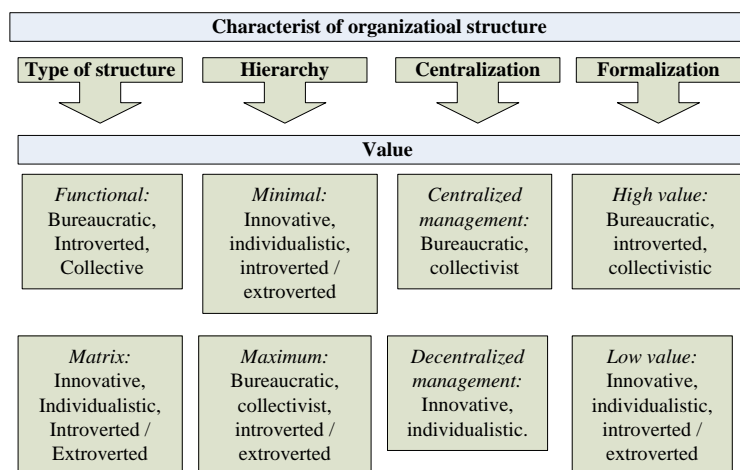 Characterist of organizatioal structure
Type of structure
Hierarchy
Centralization
Formalization
Value
Functional:
Bureaucratic,
Introverted,
Collective
Minimal:
Innovative,
individualistic,
introverted /
extroverted
Centralized
management:
Bureaucratic,
collectivist
High value:
Bureaucratic,
introverted,
collectivistic
Matrix:
Innovative,
Individualistic,
Introverted /
Extroverted
Maximum:
Bureaucratic,
collectivist,
introverted /
extroverted
Decentralized
management:
Innovative,
individualistic.
Low value:
Innovative,
individualistic,
introverted /
extroverted